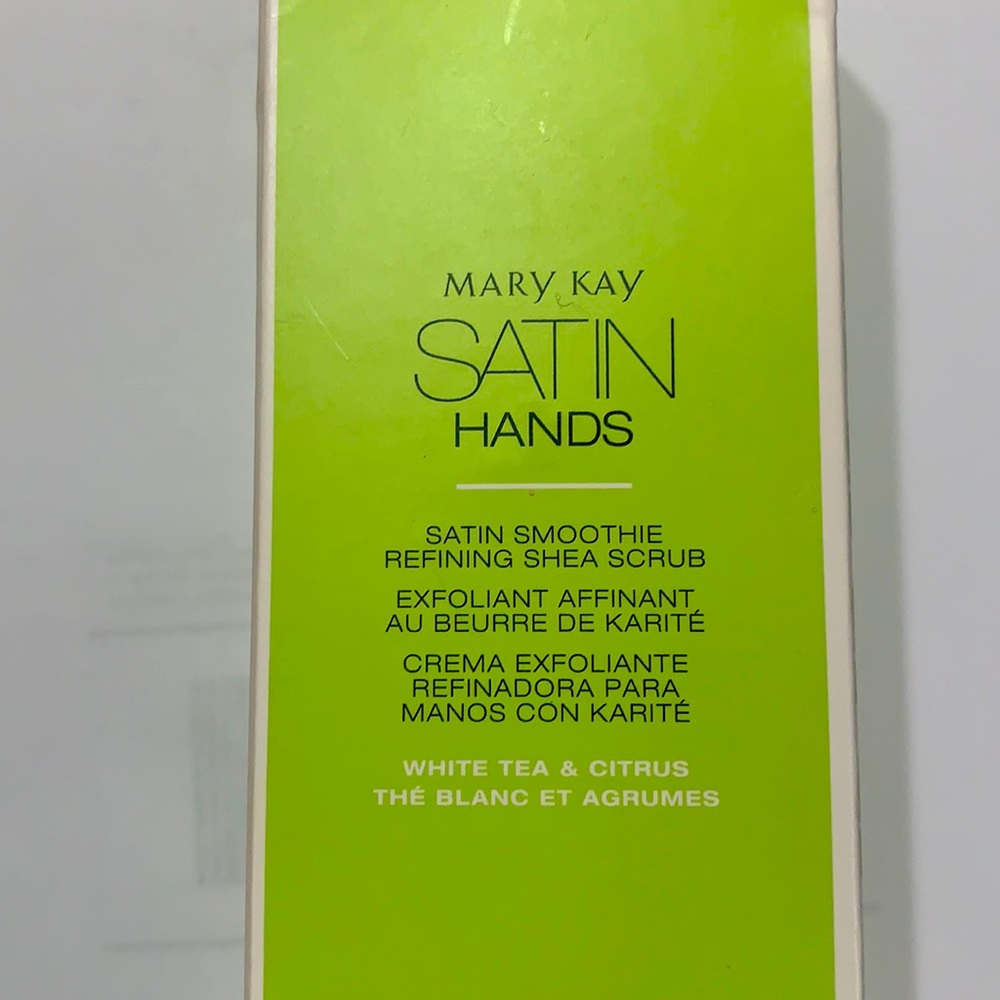 MARY KAY
SATIN
HANDS
SATIN SMOOTHIE
REFINING SHEA SCRUB
EXFOLIANT AFFINANT
AU BEURRE DE KARITÉ
CREMA EXFOLIANTE
REFINADORA PARA
MANOS CON KARITÉ
WHITE TEA & CITRUS
THÉ BLANC ET AGRUMES